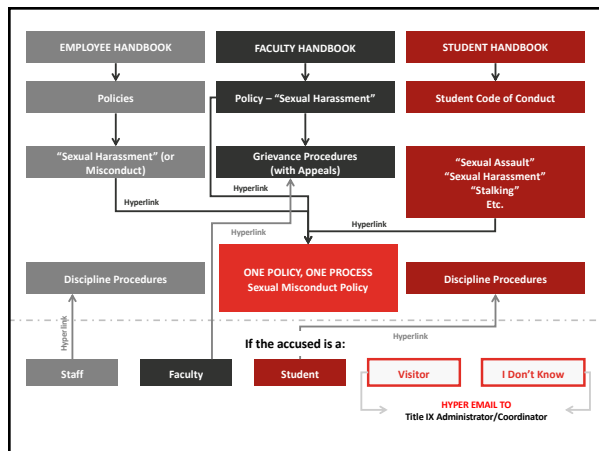 EMPLOYEE HANDBOOK
FACULTY HANDBOOK
STUDENT HANDBOOK
Policies
Policy – “Sexual Harassment”
Student Code of Conduct
“Sexual Harassment” (or
Misconduct)
Grievance Procedures
(with Appeals)
“Sexual Assault”
“Sexual Harassment”
“Stalking”
Etc.
Hyperlink
Hyperlink
Hyperlink
Hyperlink
ONE POLICY, ONE PROCESS
Sexual Misconduct Policy
Discipline Procedures
Discipline Procedures
Hyperlink
Hyperlink
If the accused is a:
Staff
Faculty
Student
Visitor
I Don’t Know
HYPER EMAIL TO
Title IX Administrator/Coordinator